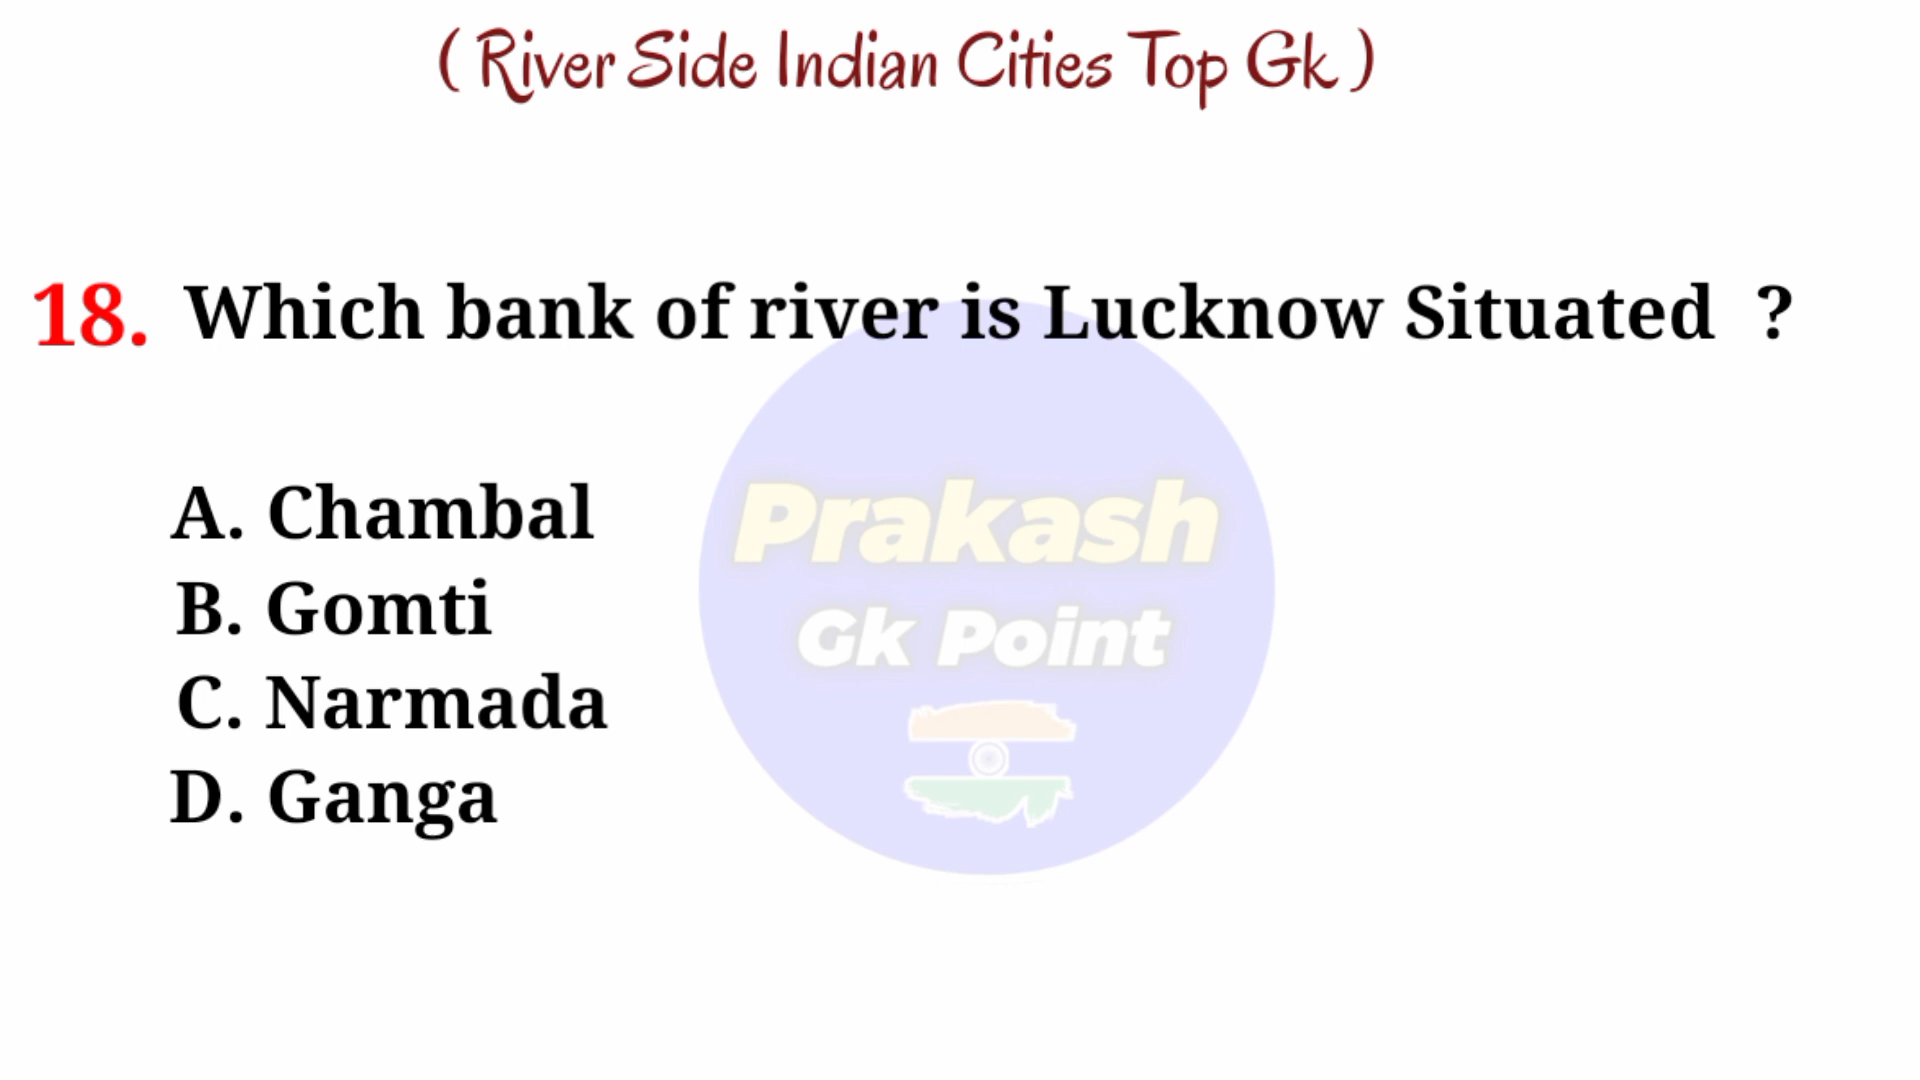 ( River Side Indian Cities Top Gk )
18. Which bank of river is Lucknow Situated ?
A. Chambal
B. Gomti
C. Narmada
D. Ganga
Prakash
Gk Point